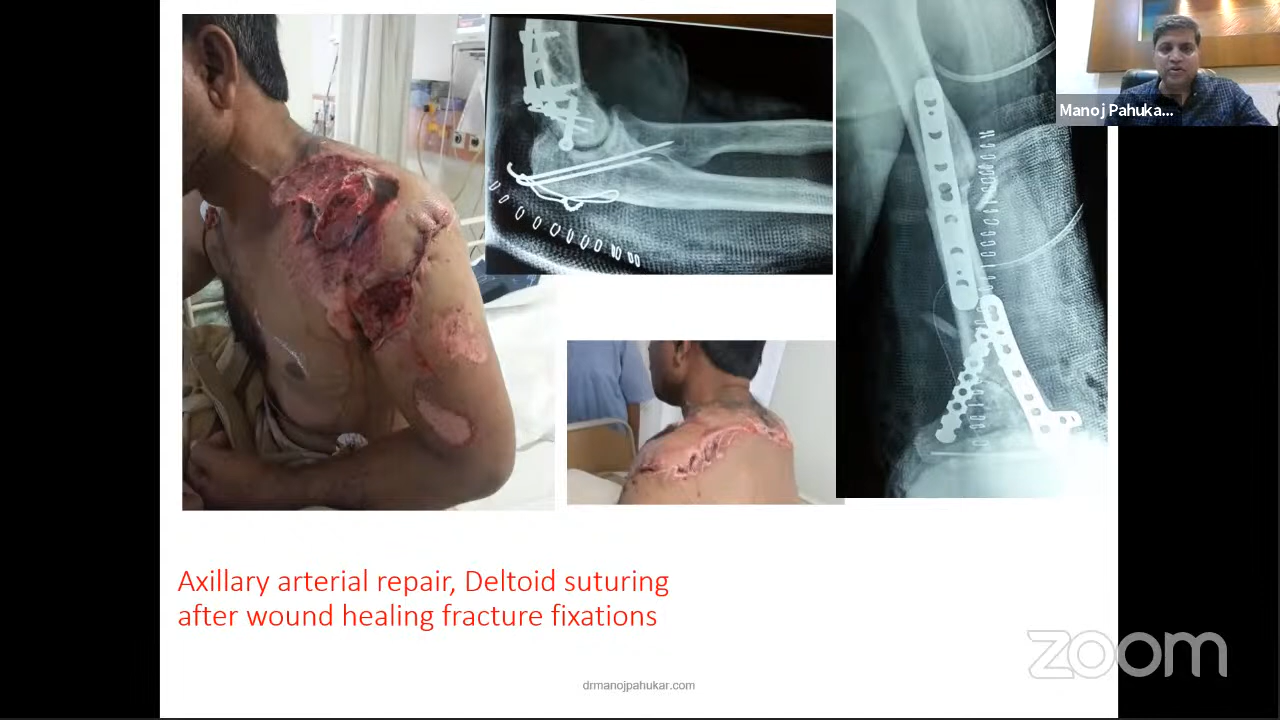 Manoj Pahuka...
Axillary arterial repair, Deltoid suturing
after wound healing fracture fixations
zoom
drmanojpahukar.com